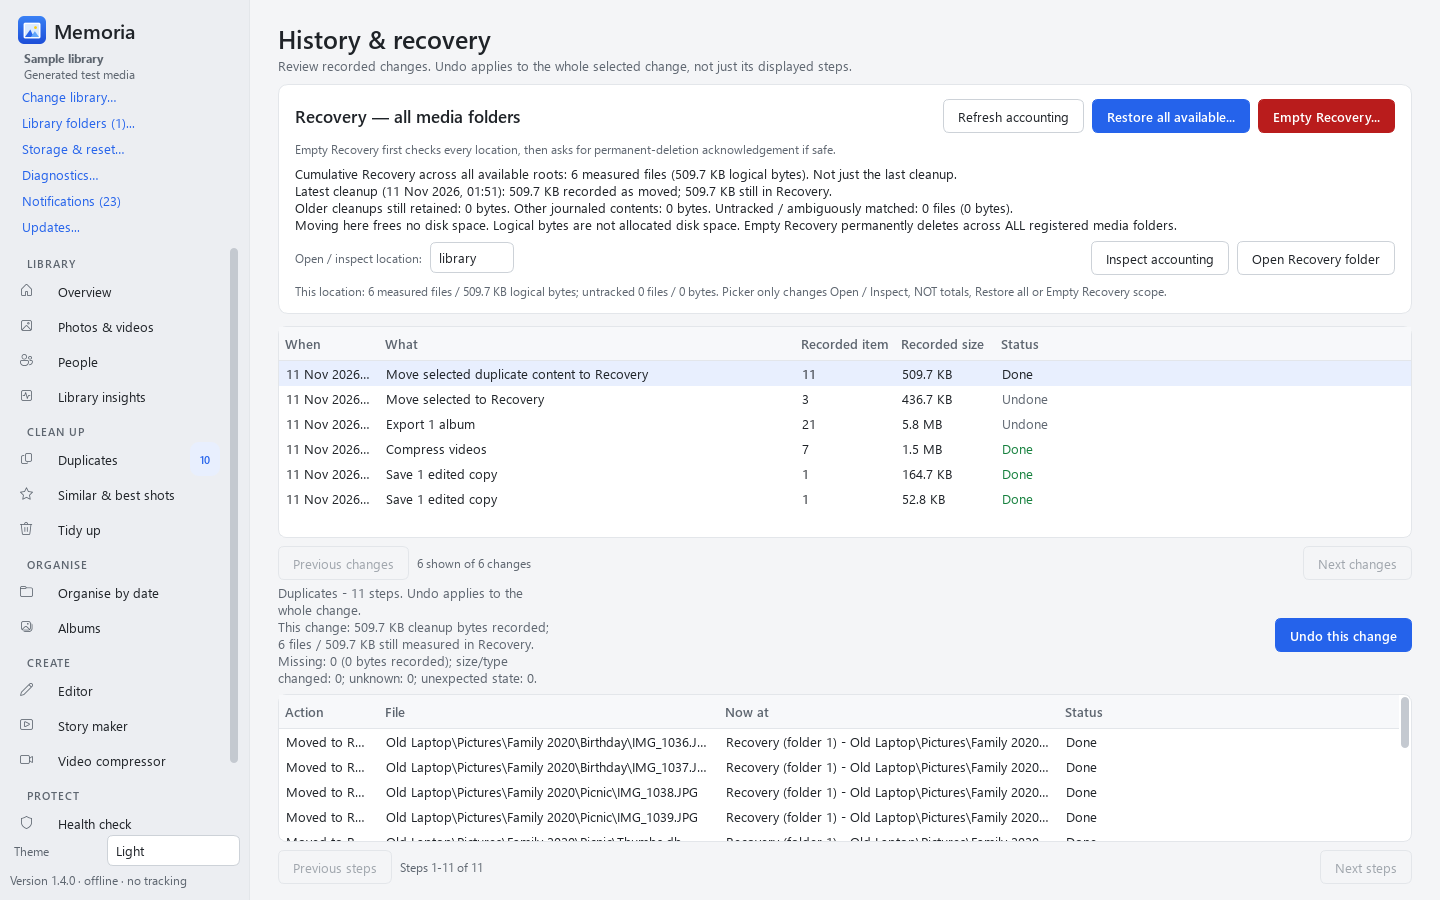 Memoria
Sample library
Generated test media
Change library...
Library folders (1)...
Storage & reset...
Diagnostics...
Notifications (23)
Updates...
LIBRARY
Overview
Photos & videos
People
Library insights
CLEAN UP
Duplicates 10
Similar & best shots
Tidy up
ORGANISE
Organise by date
Albums
CREATE
Editor
Story maker
Video compressor
PROTECT
Health check
Theme Light
Version 1.4.0 · offline · no tracking
History & recovery
Review recorded changes. Undo applies to the whole selected change, not just its displayed steps.
Recovery — all media folders
Refresh accounting Restore all available... Empty Recovery...
Empty Recovery first checks every location, then asks for permanent-deletion acknowledgement if safe.
Cumulative Recovery across all available roots: 6 measured files (509.7 KB logical bytes). Not just the last cleanup.
Latest cleanup (11 Nov 2026, 01:51): 509.7 KB recorded as moved; 509.7 KB still in Recovery.
Older cleanups still retained: 0 bytes. Other journaled contents: 0 bytes. Untracked / ambiguously matched: 0 files (0 bytes).
Moving here frees no disk space. Logical bytes are not allocated disk space. Empty Recovery permanently deletes across ALL registered media folders.
Open / inspect location: library Inspect accounting Open Recovery folder
This location: 6 measured files / 509.7 KB logical bytes; untracked 0 files / 0 bytes. Picker only changes Open / Inspect, NOT totals, Restore all or Empty Recovery scope.
When What Recorded item Recorded size Status
11 Nov 2026... Move selected duplicate content to Recovery 11 509.7 KB Done
11 Nov 2026... Move selected to Recovery 3 436.7 KB Undone
11 Nov 2026... Export 1 album 21 5.8 MB Undone
11 Nov 2026... Compress videos 7 1.5 MB Done
11 Nov 2026... Save 1 edited copy 1 164.7 KB Done
11 Nov 2026... Save 1 edited copy 1 52.8 KB Done
Previous changes 6 shown of 6 changes Next changes
Duplicates - 11 steps. Undo applies to the
whole change.
This change: 509.7 KB cleanup bytes recorded;
6 files / 509.7 KB still measured in Recovery.
Missing: 0 (0 bytes recorded); size/type
changed: 0; unknown: 0; unexpected state: 0.
Undo this change
Action File Now at Status
Moved to R... Old Laptop\Pictures\Family 2020\Birthday\IMG_1036.J... Recovery (folder 1) - Old Laptop\Pictures\Family 2020... Done
Moved to R... Old Laptop\Pictures\Family 2020\Birthday\IMG_1037.J... Recovery (folder 1) - Old Laptop\Pictures\Family 2020... Done
Moved to R... Old Laptop\Pictures\Family 2020\Picnic\IMG_1038.JPG Recovery (folder 1) - Old Laptop\Pictures\Family 2020... Done
Moved to R... Old Laptop\Pictures\Family 2020\Picnic\IMG_1039.JPG Recovery (folder 1) - Old Laptop\Pictures\Family 2020... Done
Moved to R... Old Laptop\Pictures\Family 2020\Picnic\Thumbs.db Recovery (folder 1) - Old Laptop\Pictures\Family 2020... Done
Previous steps Steps 1-11 of 11 Next steps